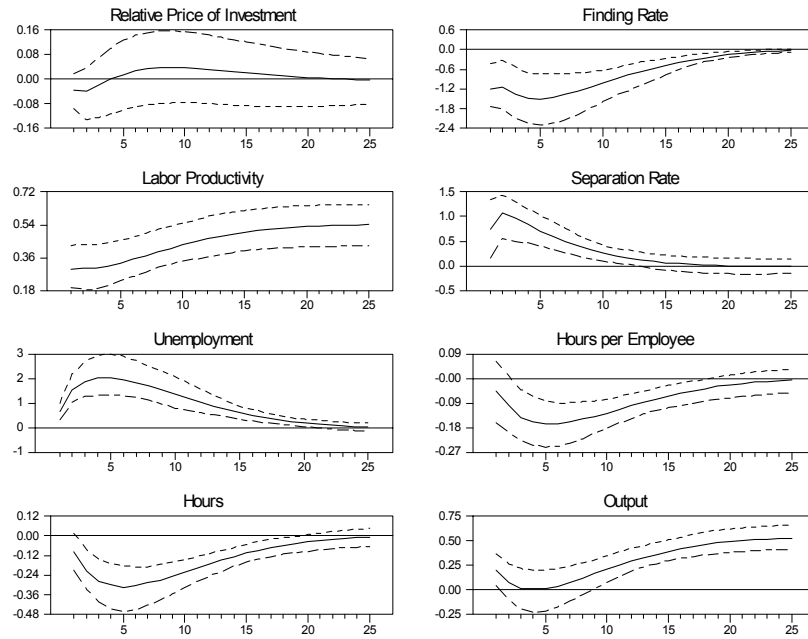 Relative Price of Investment
0.16
0.08
0.00
-0.08
-0.16
5 10 15 20 25
Finding Rate
0.6
0.0
-0.6
-1.2
-1.8
-2.4
5 10 15 20 25
Labor Productivity
0.72
0.54
0.36
0.18
5 10 15 20 25
Separation Rate
1.5
1.0
0.5
0.0
-0.5
5 10 15 20 25
Unemployment
3
2
1
0
-1
5 10 15 20 25
Hours per Employee
0.09
-0.00
-0.09
-0.18
-0.27
5 10 15 20 25
Hours
0.12
0.00
-0.12
-0.24
-0.36
-0.48
5 10 15 20 25
Output
0.75
0.50
0.25
0.00
-0.25
5 10 15 20 25